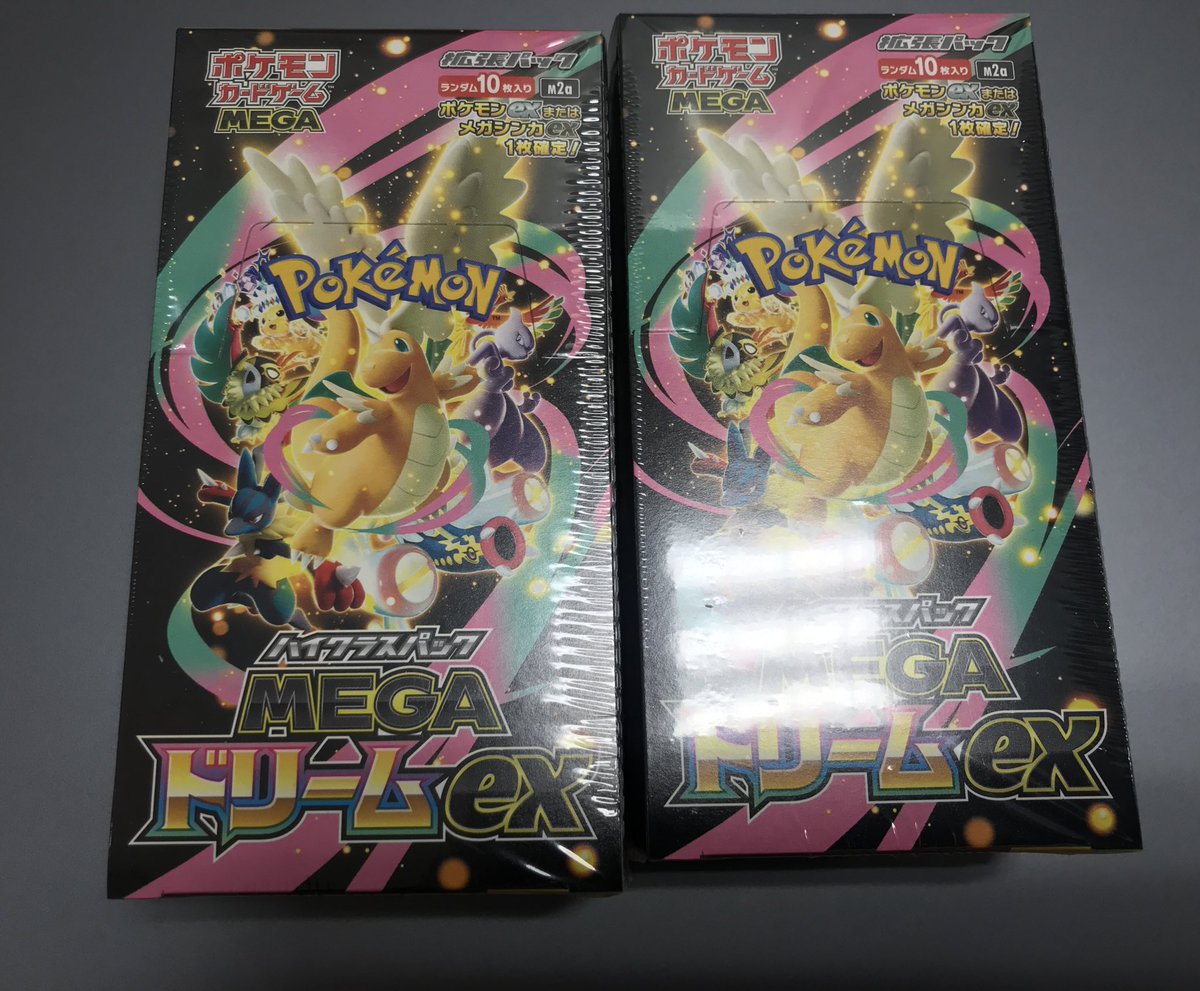 ポケモン
カードゲーム
MEGA
拡張パック
ランダム10枚入り M2a
ポケモンexまたは
メガシンカex
1枚確定!
POKéMON
TM
ハイクラスパック
MEGA
ドリームex
ポケモン
カードゲーム
MEGA
拡張パック
ランダム10枚入り M2a
ポケモンexまたは
メガシンカex
1枚確定!
POKéMON
スパック
MEGA
ドリームex